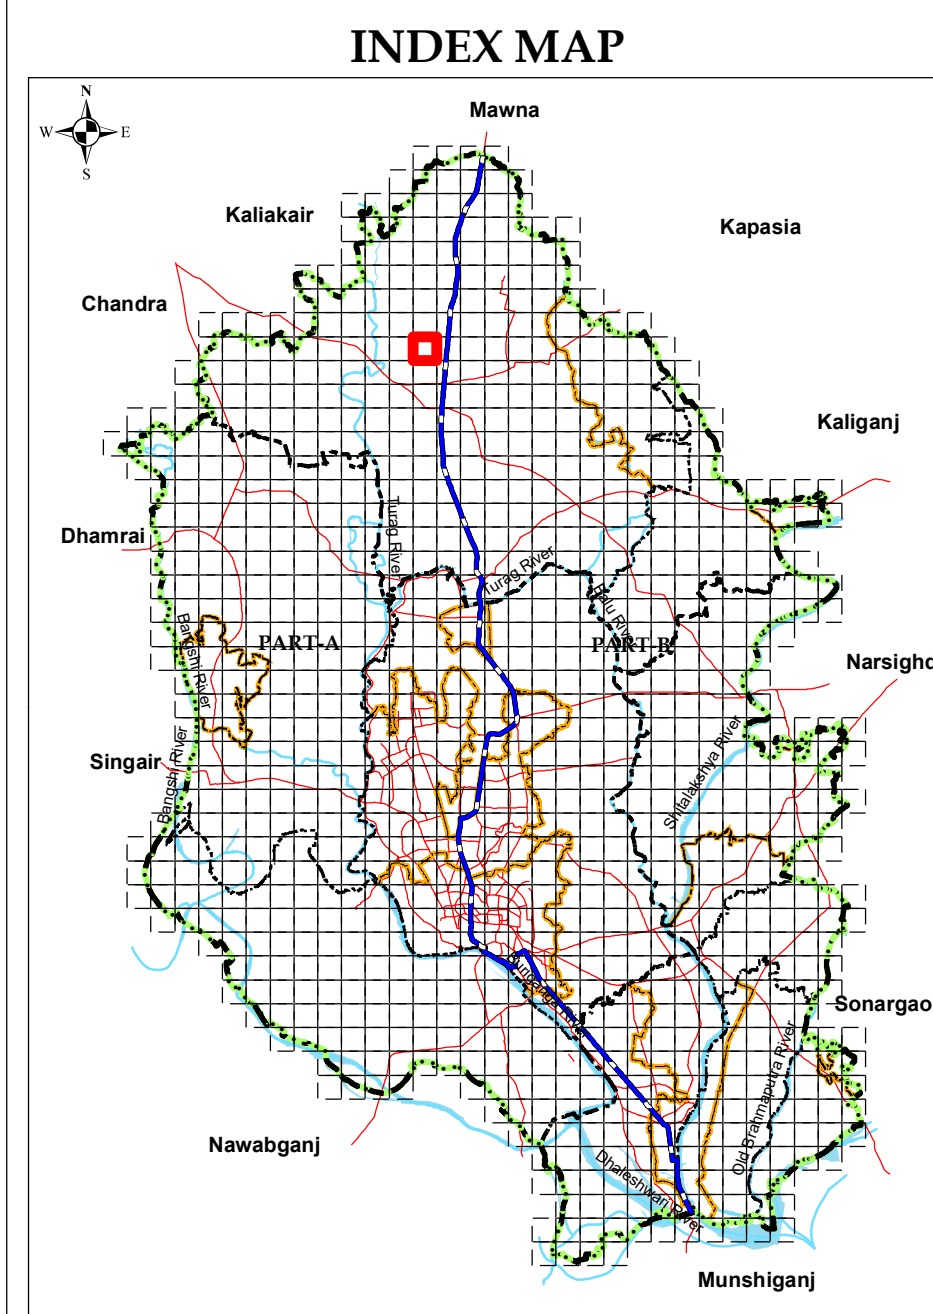 INDEX MAP
N
W E
S
Mawna
Kaliakair
Kapasia
Chandra
Kaliganj
Turag River
Dhamrai
Turag River
Balu River
Bangshi River
PART-A
PART-B
Narsighd
Shitalakshya River
Bangshi River
Singair
Buriganga River
Sonargao
Old Brahmaputra River
Nawabganj
Dhaleshwari River
Munshiganj